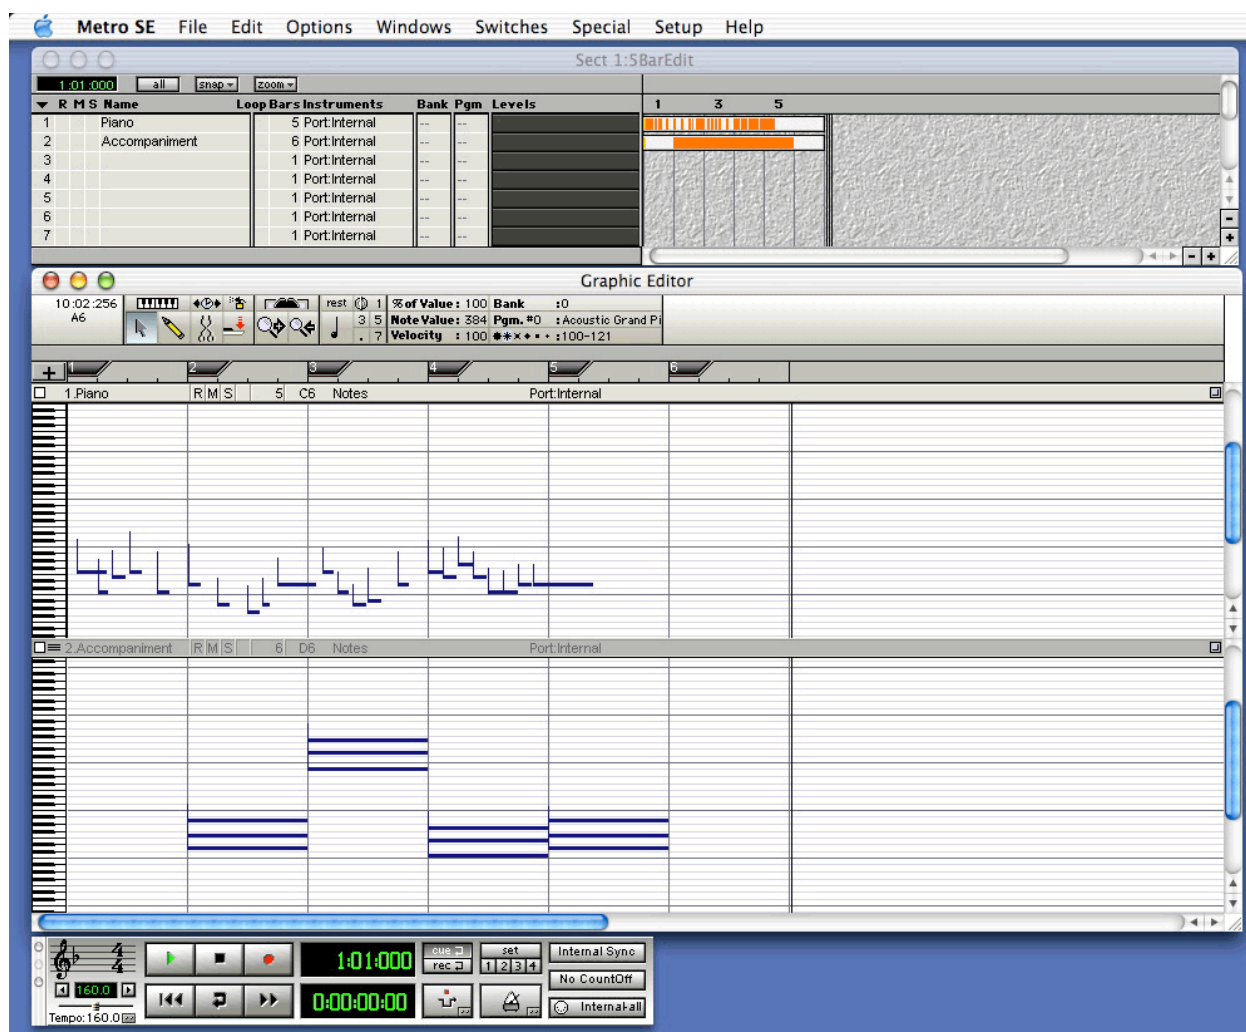 Metro SE File Edit Options Windows Switches Special Setup Help
Sect 1:5BarEdit
1:01:000 all snap zoom
R M S Name Loop Bars Instruments Bank Pgm Levels 1 3 5
1 Piano 5 Port:Internal -- --
2 Accompaniment 6 Port:Internal -- --
3 1 Port:Internal -- --
4 1 Port:Internal -- --
5 1 Port:Internal -- --
6 1 Port:Internal -- --
7 1 Port:Internal -- --
Graphic Editor
10:02:256 rest 1 % of Value : 100 Bank :0
A6 3 5 Note Value : 384 Pgm. #0 :Acoustic Grand Pi
. 7 Velocity : 100 :100-121
1 2 3 4 5 6
1.Piano R M S 5 C6 Notes Port:Internal
2.Accompaniment R M S 6 D6 Notes Port:Internal
4 4 1:01:000 cue rec set 1 2 3 4 Internal Sync
No CountOff
160.0 0:00:00:00 Internal-all
Tempo:160.0